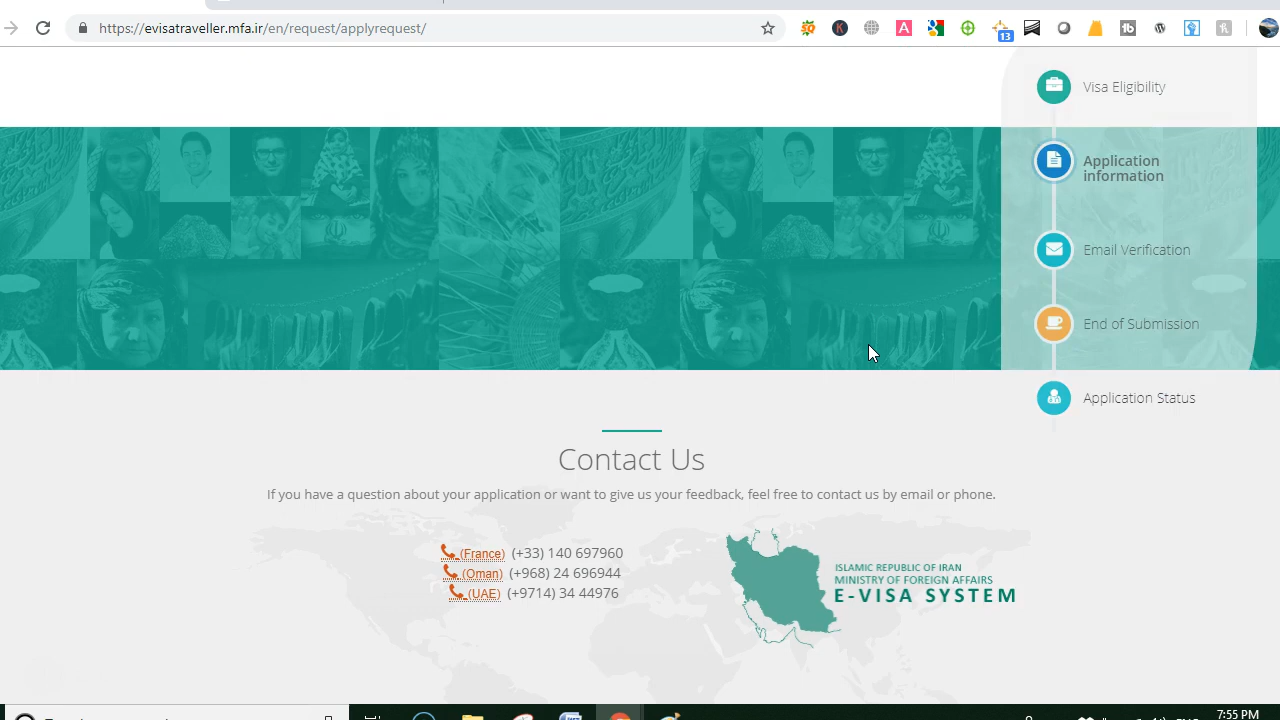 https://evisatraveller.mfa.ir/en/request/applyrequest/
13
Visa Eligibility
Application
information
Email Verification
End of Submission
Application Status
Contact Us
If you have a question about your application or want to give us your feedback, feel free to contact us by email or phone.
(France) (+33) 140 697960
(Oman) (+968) 24 696944
(UAE) (+9714) 34 44976
ISLAMIC REPUBLIC OF IRAN
MINISTRY OF FOREIGN AFFAIRS
E-VISA SYSTEM
7:55 PM